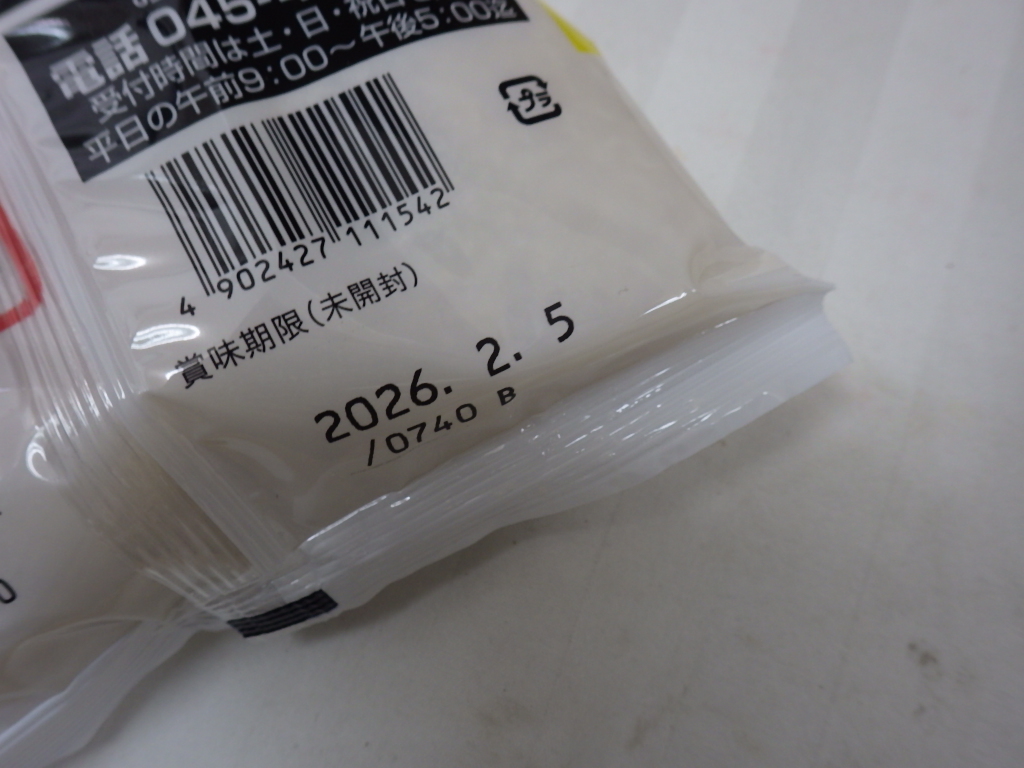 電話 045-
受付時間は土・日・祝日
平日の午前9:00～午後5:00迄
プラ
4 902427 111542
賞味期限(未開封)
2026. 2. 5
/0740 B